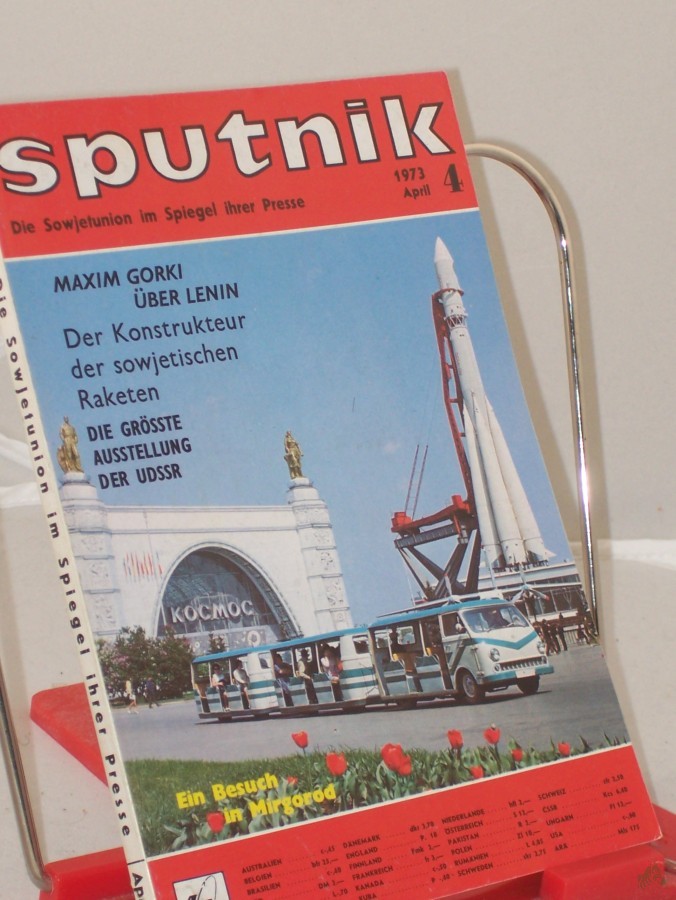 sputnik
1973
April 4
Die Sowjetunion im Spiegel ihrer Presse
MAXIM GORKI
ÜBER LENIN
Der Konstrukteur
der sowjetischen
Raketen
DIE GRÖSSTE
AUSSTELLUNG
DER UDSSR
КОСМОС
Ein Besuch
in Mirgorod
AUSTRALIEN
BELGIEN
BRASILIEN
DÄNEMARK
ENGLAND
FINNLAND
FRANKREICH
KANADA
KUBA
NIEDERLANDE
ÖSTERREICH
PAKISTAN
POLEN
RUMÄNIEN
SCHWEDEN
SCHWEIZ
CSSR
UNGARN
USA
ARÄ
Die Sowjetunion im Spiegel ihrer Presse